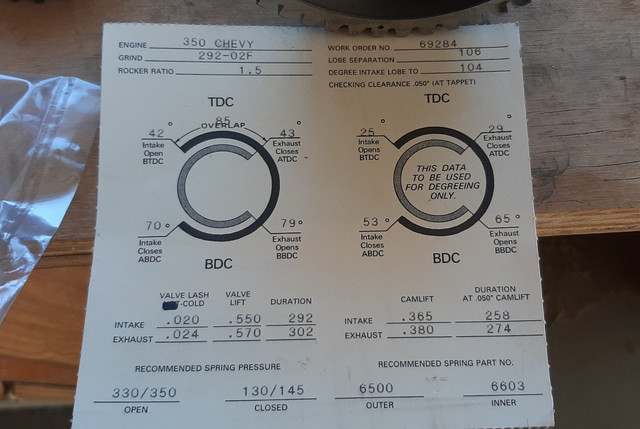 ENGINE 350 CHEVY
GRIND 292-02F
ROCKER RATIO 1.5
WORK ORDER NO. 69284
LOBE SEPARATION 106
DEGREE INTAKE LOBE TO 104
CHECKING CLEARANCE .050" (AT TAPPET)
TDC
85
OVERLAP
42° 43°
Intake Open BTDC
Exhaust Closes ATDC
70° 79°
Intake Closes ABDC
Exhaust Opens BBDC
BDC
TDC
25° 29°
Intake Opens BTDC
Exhaust Closes ATDC
THIS DATA
TO BE USED
FOR DEGREEING
ONLY.
53° 65°
Intake Closes ABDC
Exhaust Opens BBDC
BDC
VALVE LASH -COLD VALVE LIFT DURATION
INTAKE .020 .550 292
EXHAUST .024 .570 302
CAMLIFT DURATION AT .050" CAMLIFT
INTAKE .365 258
EXHAUST .380 274
RECOMMENDED SPRING PRESSURE
330/350 130/145
OPEN CLOSED
RECOMMENDED SPRING PART NO.
6500 6603
OUTER INNER